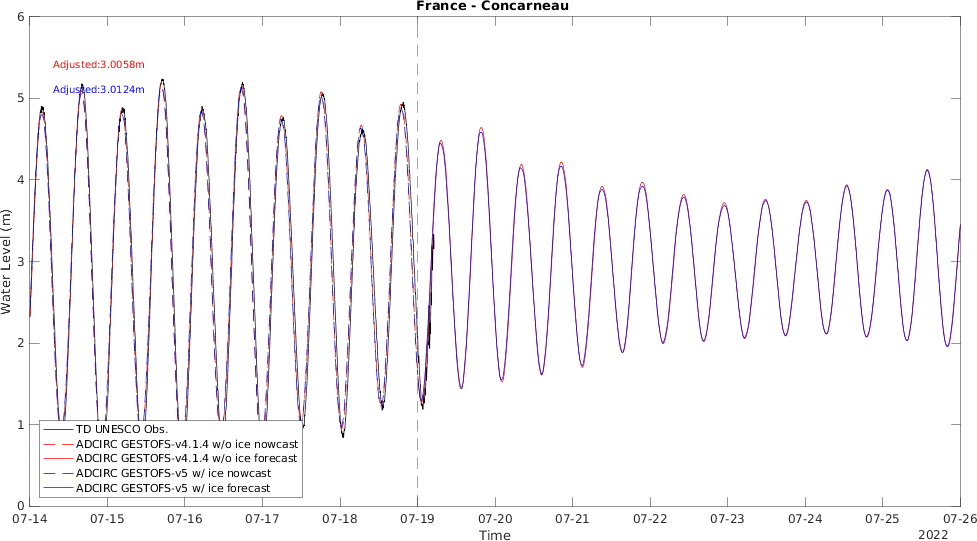 France - Concarneau
6
Adjusted:3.0058m
Adjusted:3.0124m
5
4
3
2
1
0
Water Level (m)
TD UNESCO Obs.
ADCIRC GESTOFS-v4.1.4 w/o ice nowcast
ADCIRC GESTOFS-v4.1.4 w/o ice forecast
ADCIRC GESTOFS-v5 w/ ice nowcast
ADCIRC GESTOFS-v5 w/ ice forecast
07-14 07-15 07-16 07-17 07-18 07-19 07-20 07-21 07-22 07-23 07-24 07-25 07-26
Time
2022